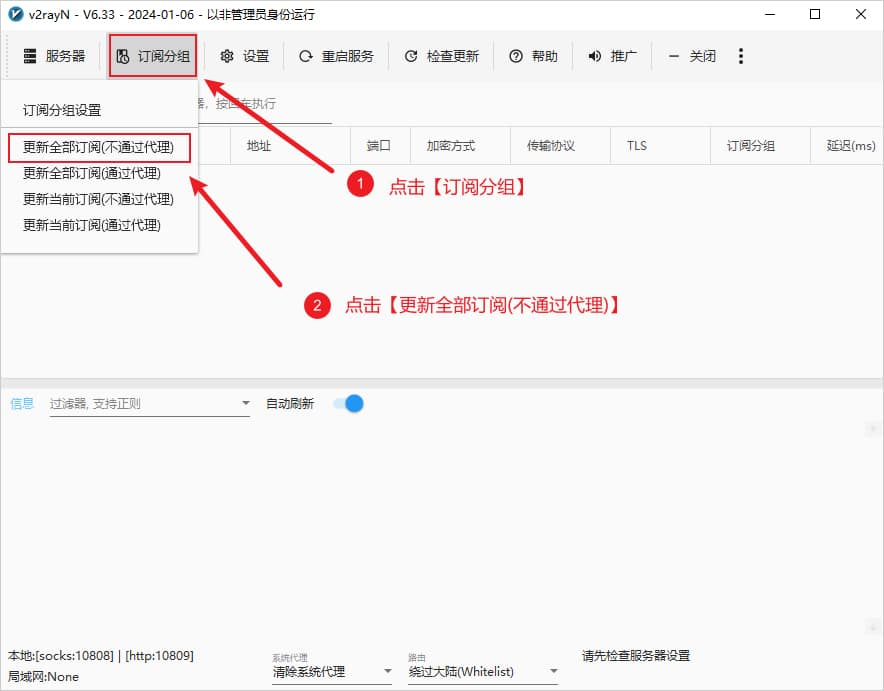 v2rayN - V6.33 - 2024-01-06 - 以非管理员身份运行
服务器
订阅分组
设置
重启服务
检查更新
帮助
推广
关闭
订阅分组设置
更新全部订阅(不通过代理)
更新全部订阅(通过代理)
更新当前订阅(不通过代理)
更新当前订阅(通过代理)
器，按回车执行
地址
端口
加密方式
传输协议
TLS
订阅分组
延迟(ms)
1 点击【订阅分组】
2 点击【更新全部订阅(不通过代理)】
信息
过滤器, 支持正则
自动刷新
本地:[socks:10808] | [http:10809]
局域网:None
系统代理
清除系统代理
路由
绕过大陆(Whitelist)
请先检查服务器设置